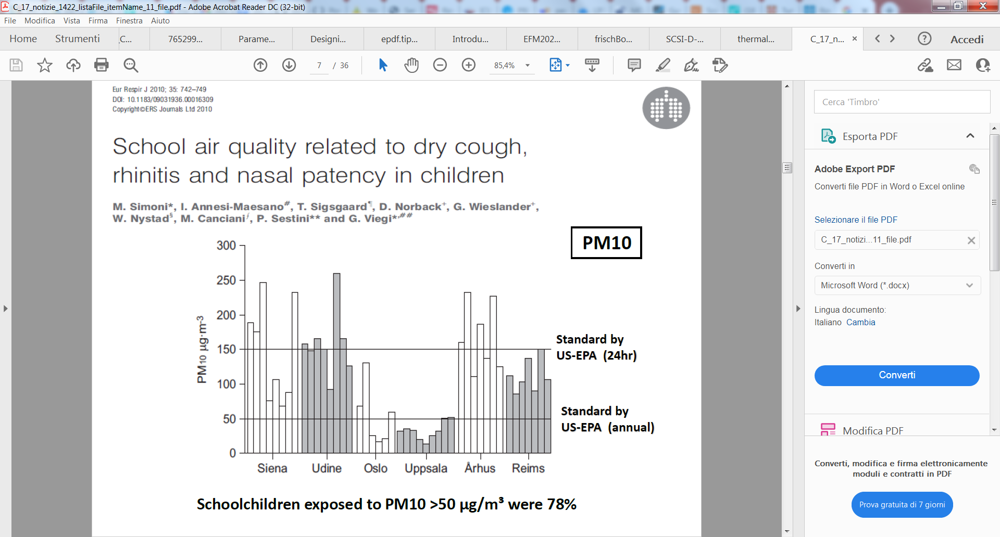 C_17_notizie_1422_listaFile_itemName_11_file.pdf - Adobe Acrobat Reader DC (32-bit)
File Modifica Vista Firma Finestra Aiuto
Home Strumenti _C... 765299... Parame... Designi... epdf.tip... Introdu... EFM202... frischBo... SCSI-D-... thermal... C_17_n... Accedi
7 / 36 85,4%
Eur Respir J 2010; 35: 742–749
DOI: 10.1183/09031936.00016309
Copyright©ERS Journals Ltd 2010
School air quality related to dry cough,
rhinitis and nasal patency in children
M. Simoni*, I. Annesi-Maesano#, T. Sigsgaard¶, D. Norback+, G. Wieslander+,
W. Nystad§, M. Canciani ƒ, P. Sestini** and G. Viegi*,##
PM10
300
250
200
150
100
50
0
PM10 µg·m-3
Siena Udine Oslo Uppsala Århus Reims
Standard by
US-EPA (24hr)
Standard by
US-EPA (annual)
Schoolchildren exposed to PM10 >50 µg/m³ were 78%
Cerca 'Timbro'
Esporta PDF
Adobe Export PDF
Converti file PDF in Word o Excel online
Selezionare il file PDF
C_17_notizi...11_file.pdf
Converti in
Microsoft Word (*.docx)
Lingua documento:
Italiano Cambia
Converti
Modifica PDF
Converti, modifica e firma elettronicamente
moduli e contratti in PDF
Prova gratuita di 7 giorni